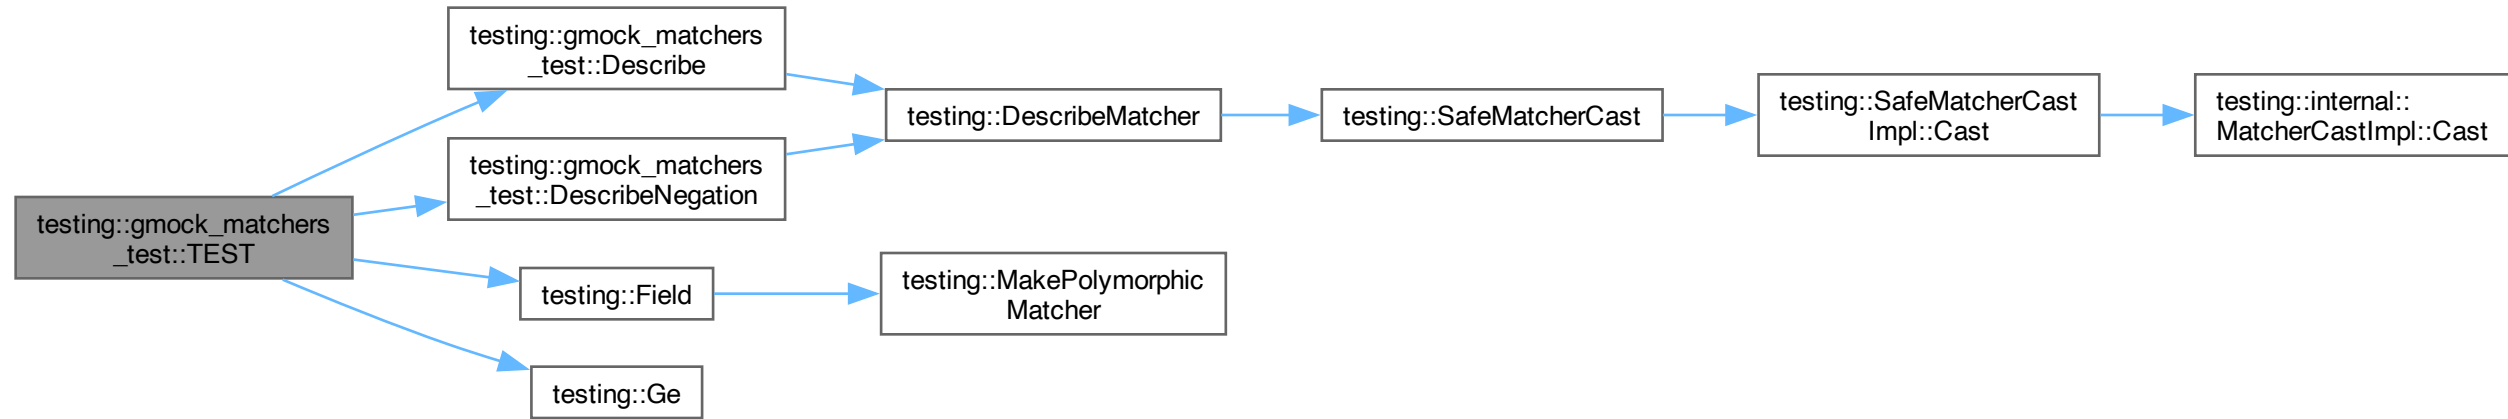 testing::gmock_matchers
_test::TEST
testing::gmock_matchers
_test::Describe
testing::gmock_matchers
_test::DescribeNegation
testing::Field
testing::Ge
testing::DescribeMatcher
testing::MakePolymorphic
Matcher
testing::SafeMatcherCast
testing::SafeMatcherCast
Impl::Cast
testing::internal::
MatcherCastImpl::Cast